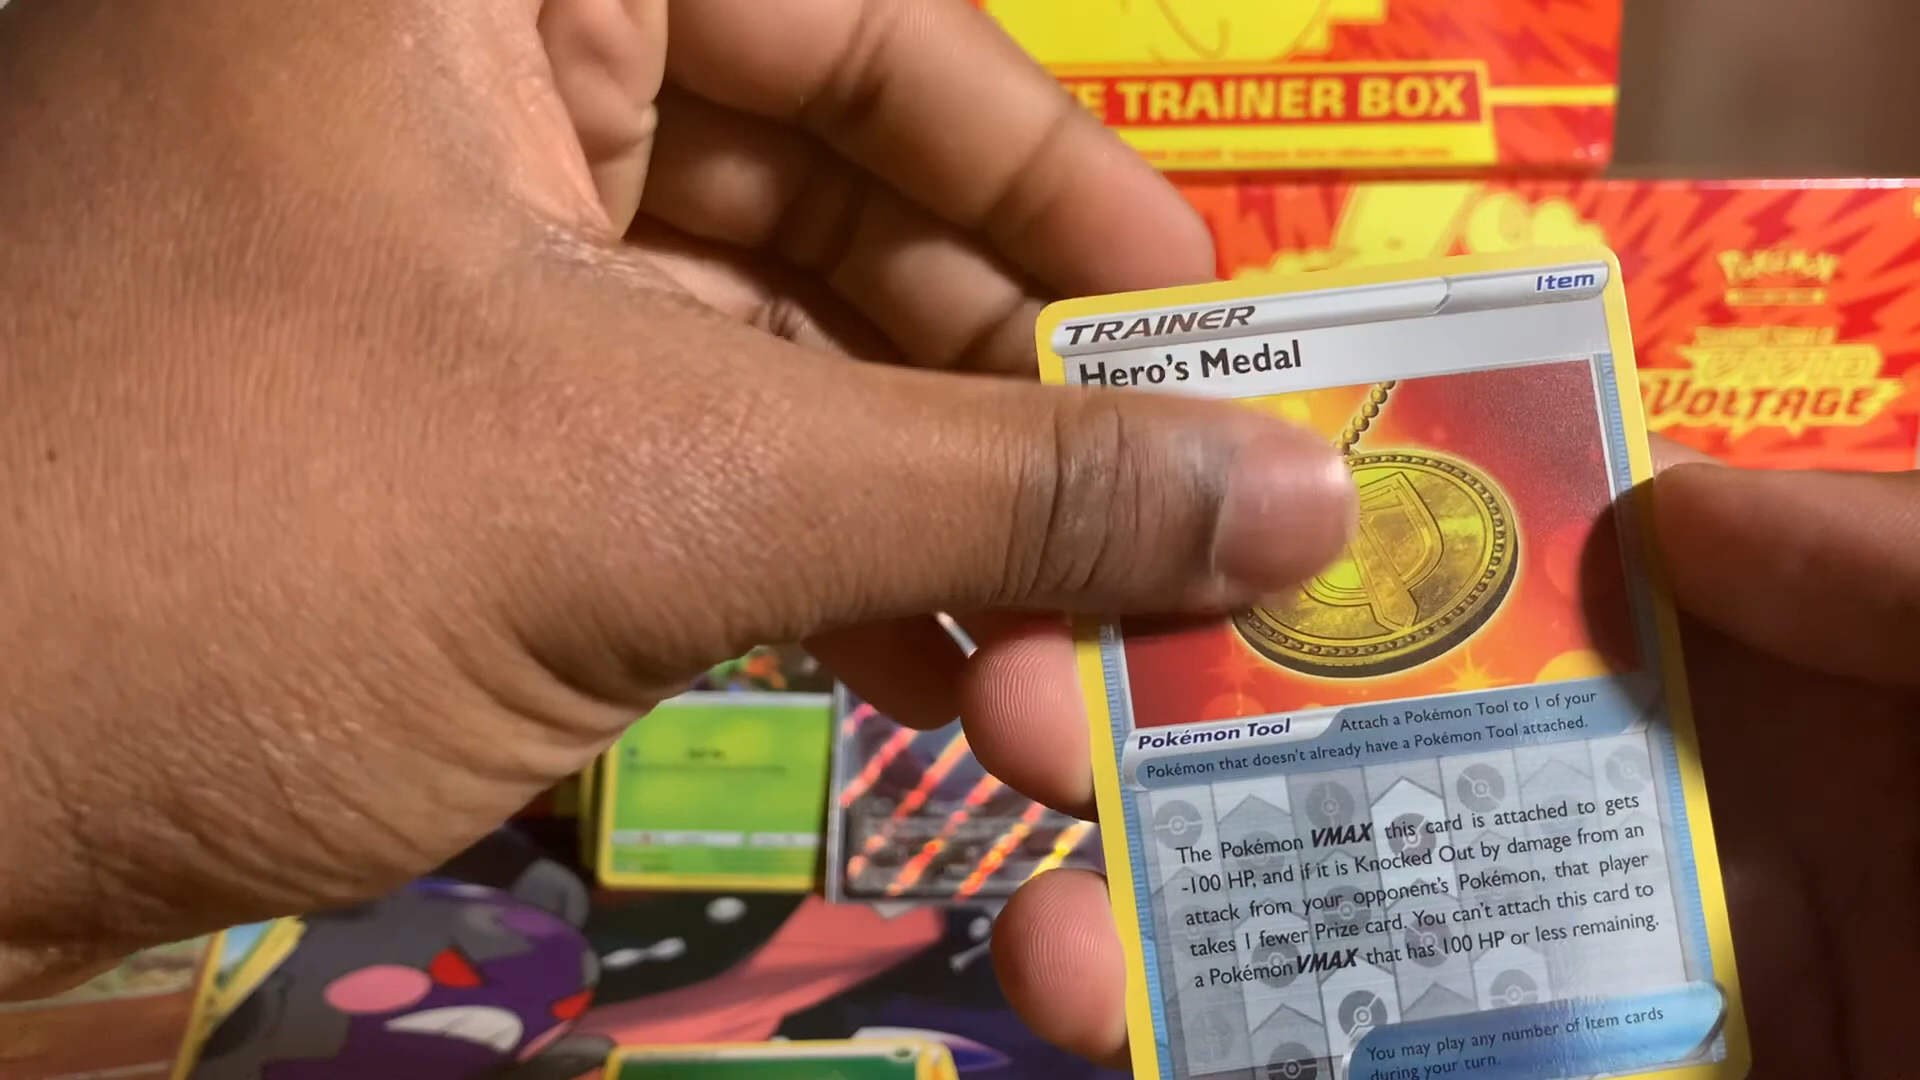 TRAINER BOX
POKÉMON
VOLTAGE
Item
TRAINER
Hero's Medal
Pokémon Tool
Attach a Pokémon Tool to 1 of your
Pokémon that doesn't already have a Pokémon Tool attached.
The Pokémon VMAX this card is attached to gets
-100 HP, and if it is Knocked Out by damage from an
attack from your opponent's Pokémon, that player
takes 1 fewer Prize card. You can't attach this card to
a Pokémon VMAX that has 100 HP or less remaining.
You may play any number of Item cards
during your turn.